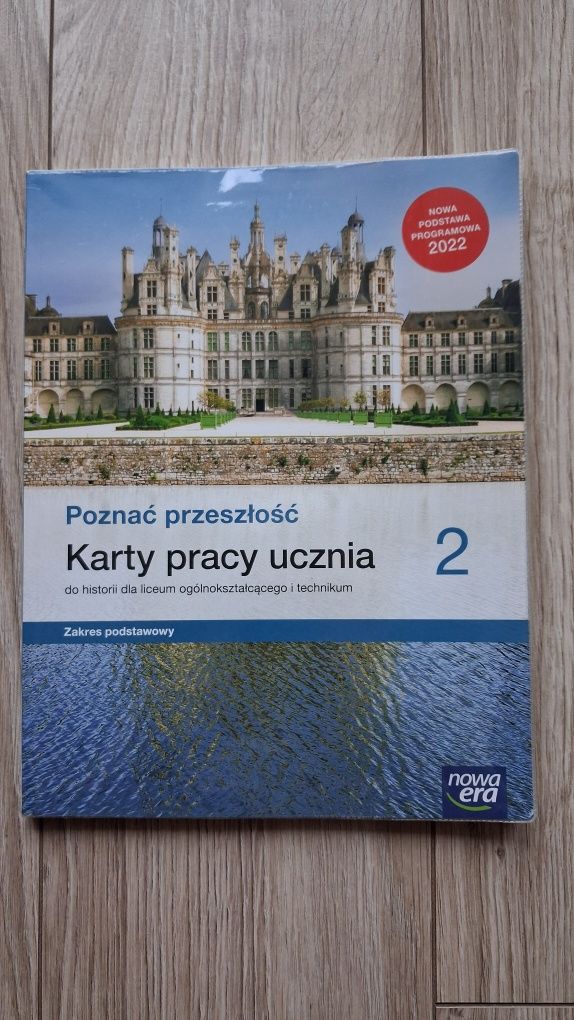 NOWA
PODSTAWA
PROGRAMOWA
2022
Poznać przeszłość
Karty pracy ucznia
2
do historii dla liceum ogólnokształcącego i technikum
Zakres podstawowy
nowa
era